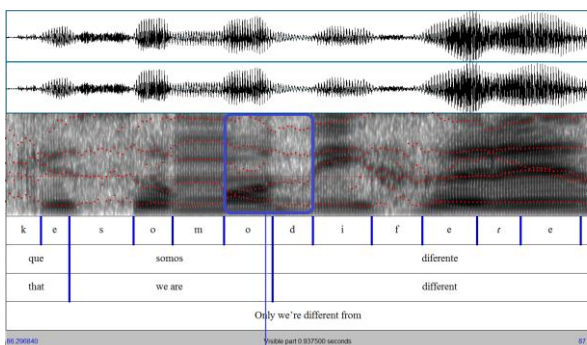 k e s o m o d i f e ɾ e
que somos diferente
that we are different
Only we're different from
86.296840 Visible part 0.937500 seconds 87